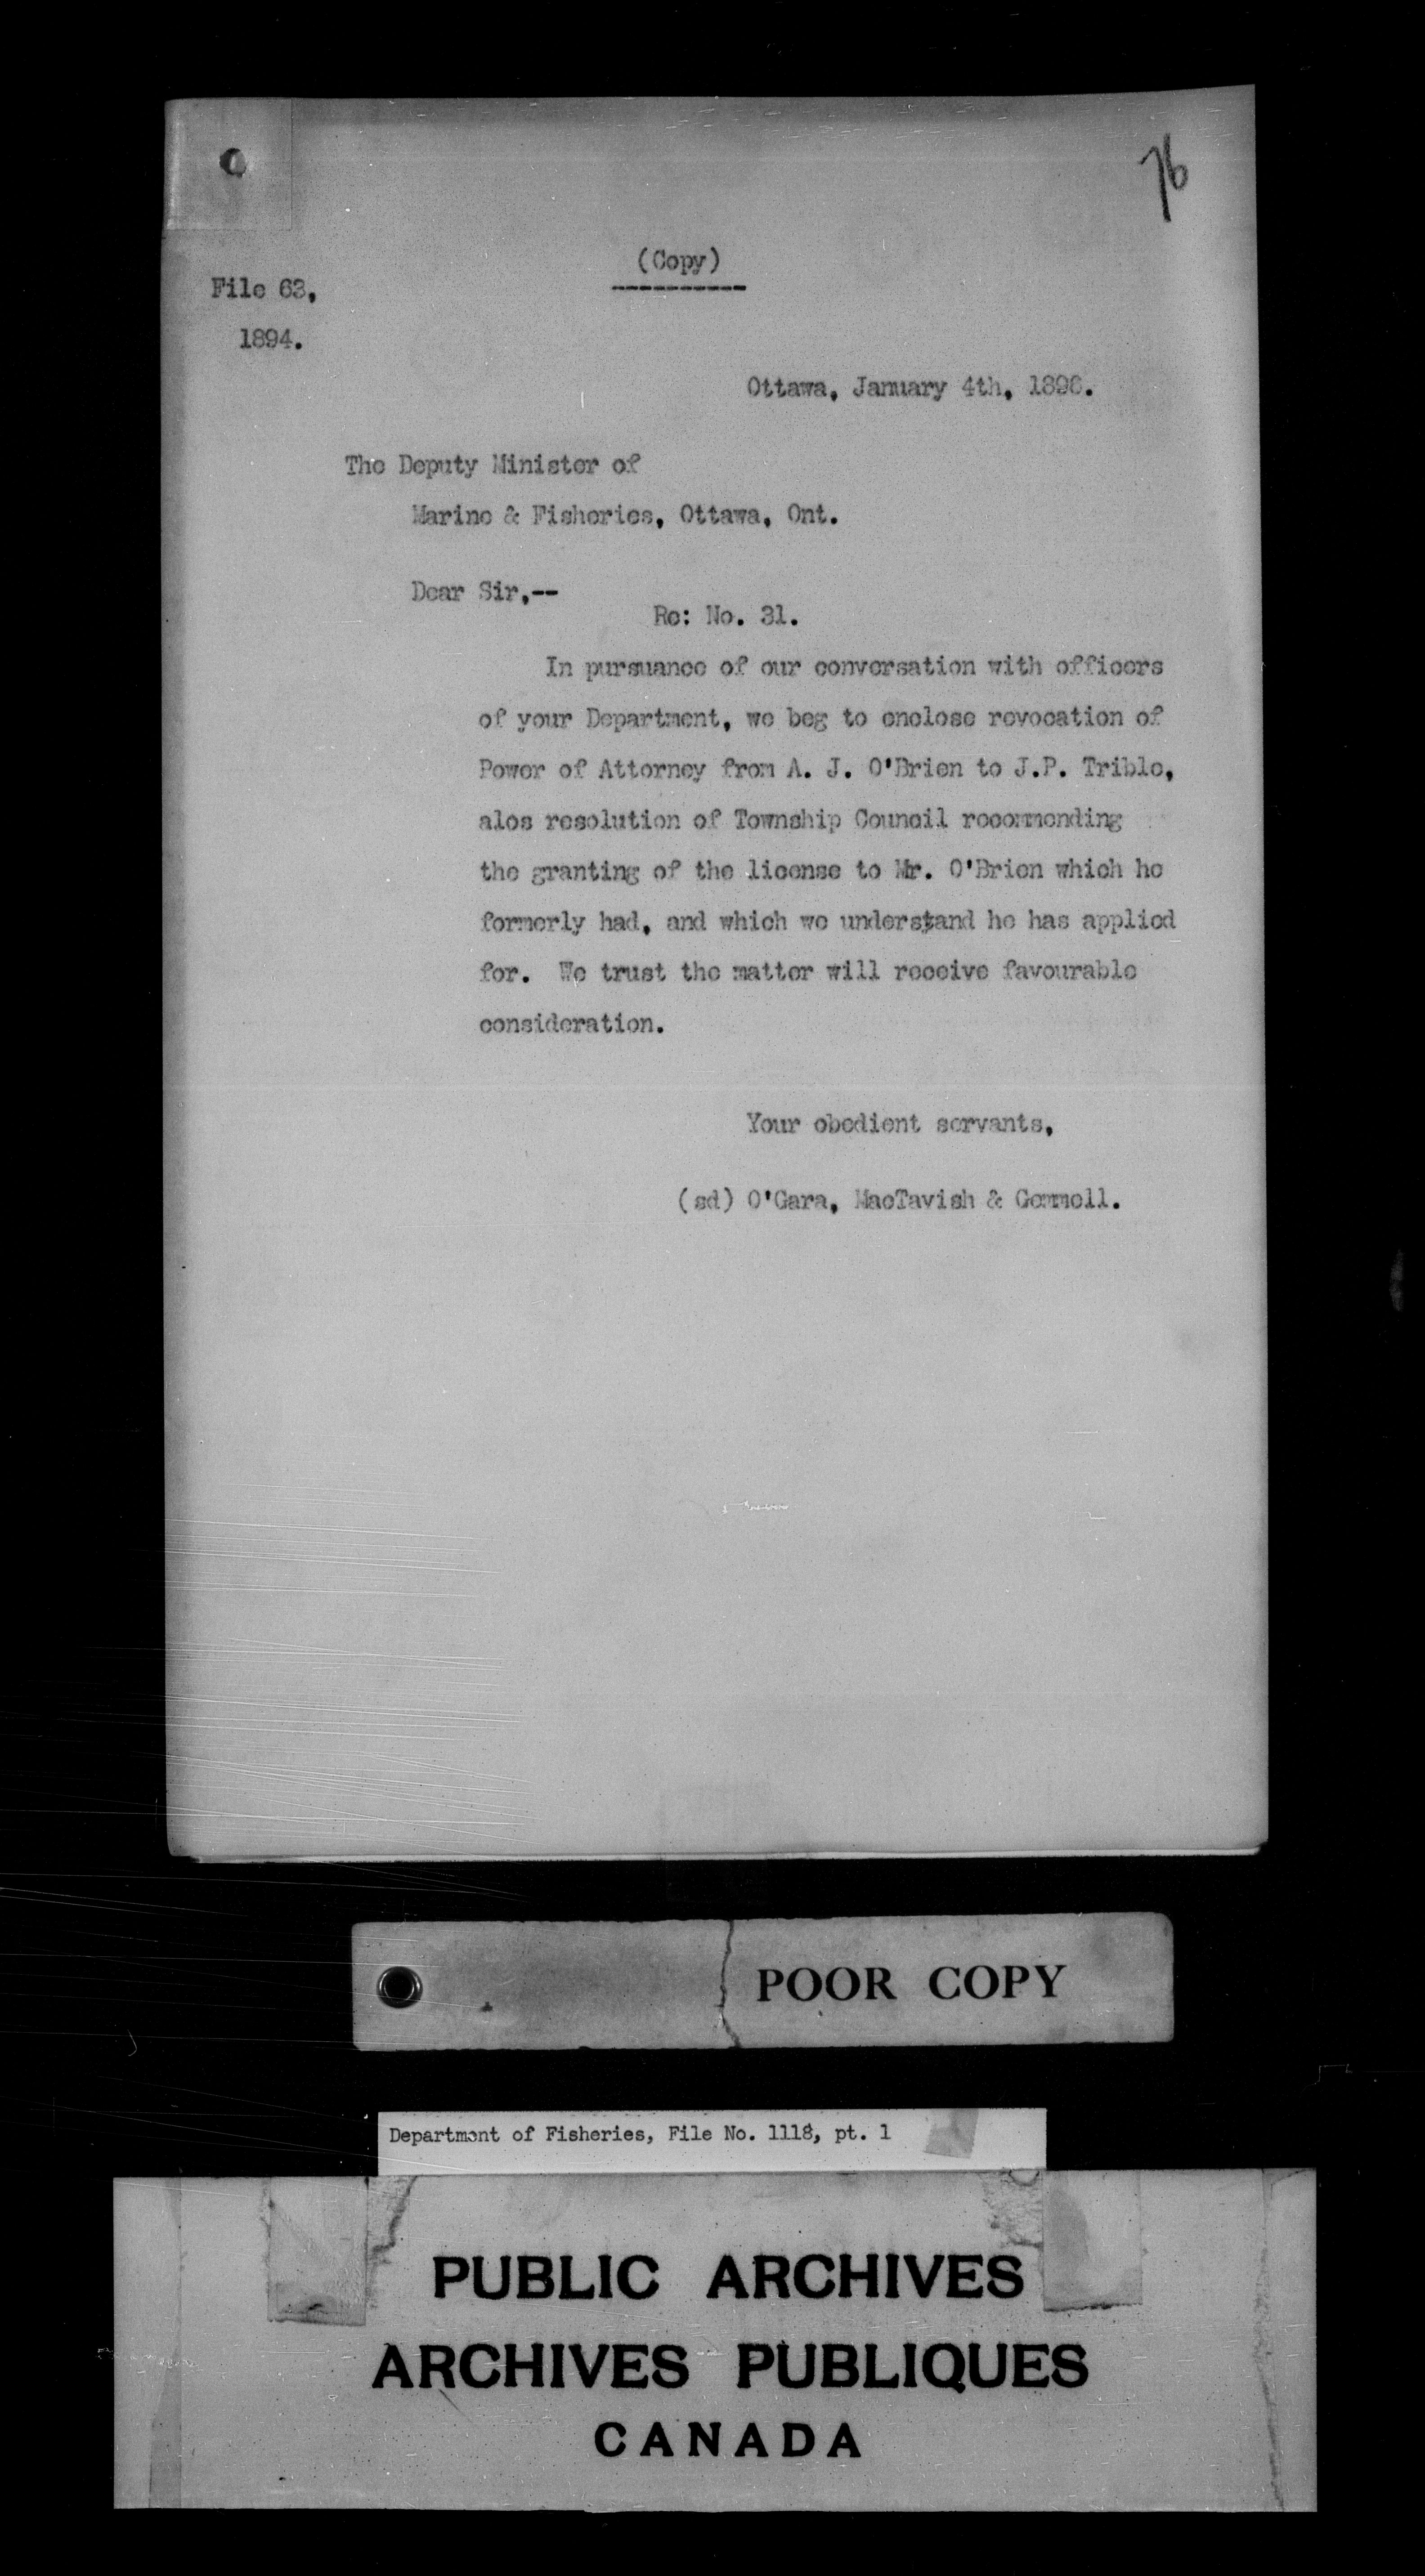 76
(Copy)
File 63,
1894.
Ottawa, January 4th, 1896.
The Deputy Minister of
Marine & Fisheries, Ottawa, Ont.
Dear Sir,--
Re: No. 31.
In pursuance of our conversation with officers
of your Department, we beg to enclose revocation of
Power of Attorney from A. J. O'Brien to J.P. Trible,
alos resolution of Township Council recommending
the granting of the license to Mr. O'Brien which he
formerly had, and which we understand he has applied
for. We trust the matter will receive favourable
consideration.
Your obedient servants,
(sd) O'Gara, MacTavish & Gemmell.
POOR COPY
Department of Fisheries, File No. 1118, pt. 1
PUBLIC ARCHIVES
ARCHIVES PUBLIQUES
CANADA